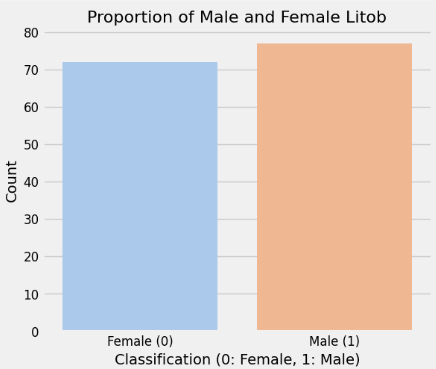 Proportion of Male and Female Litob
80
70
60
50
40
30
20
10
0
Count
Female (0)
Male (1)
Classification (0: Female, 1: Male)